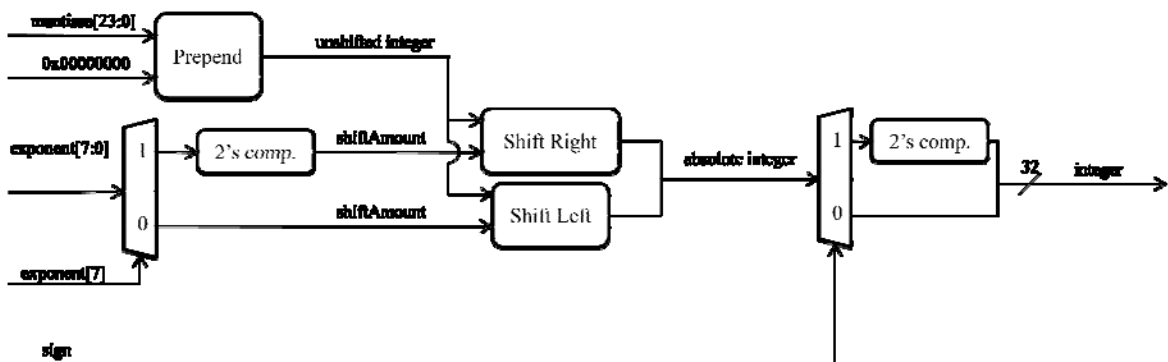 mantissa[23:0]
0x00000000
Prepend
unshifted integer
exponent[7:0]
1
2's comp.
shiftAmount
Shift Right
absolute integer
1
2's comp.
32
integer
0
shiftAmount
Shift Left
0
exponent[7]
sign